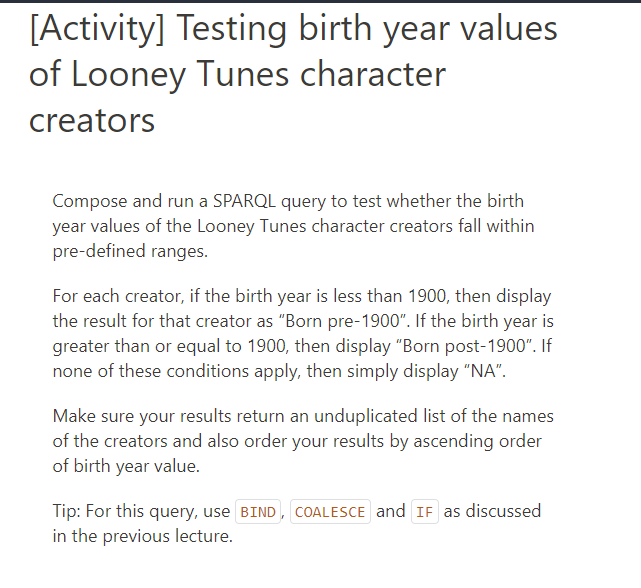 [Activity] Testing birth year values
of Looney Tunes character
creators
Compose and run a SPARQL query to test whether the birth
year values of the Looney Tunes character creators fall within
pre-defined ranges.
For each creator, if the birth year is less than 1900, then display
the result for that creator as “Born pre-1900”. If the birth year is
greater than or equal to 1900, then display “Born post-1900”. If
none of these conditions apply, then simply display “NA”.
Make sure your results return an unduplicated list of the names
of the creators and also order your results by ascending order
of birth year value.
Tip: For this query, use BIND, COALESCE and IF as discussed
in the previous lecture.